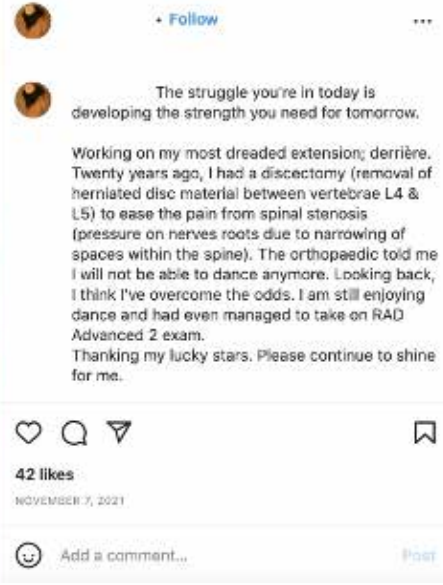 • Follow
The struggle you're in today is
developing the strength you need for tomorrow.
Working on my most dreaded extension; derrière.
Twenty years ago, I had a discectomy (removal of
herniated disc material between vertebrae L4 &
L5) to ease the pain from spinal stenosis
(pressure on nerves roots due to narrowing of
spaces within the spine). The orthopaedic told me
I will not be able to dance anymore. Looking back,
I think I've overcome the odds. I am still enjoying
dance and had even managed to take on RAD
Advanced 2 exam.
Thanking my lucky stars. Please continue to shine
for me.
42 likes
NOVEMBER 7, 2021
Add a comment...
Post